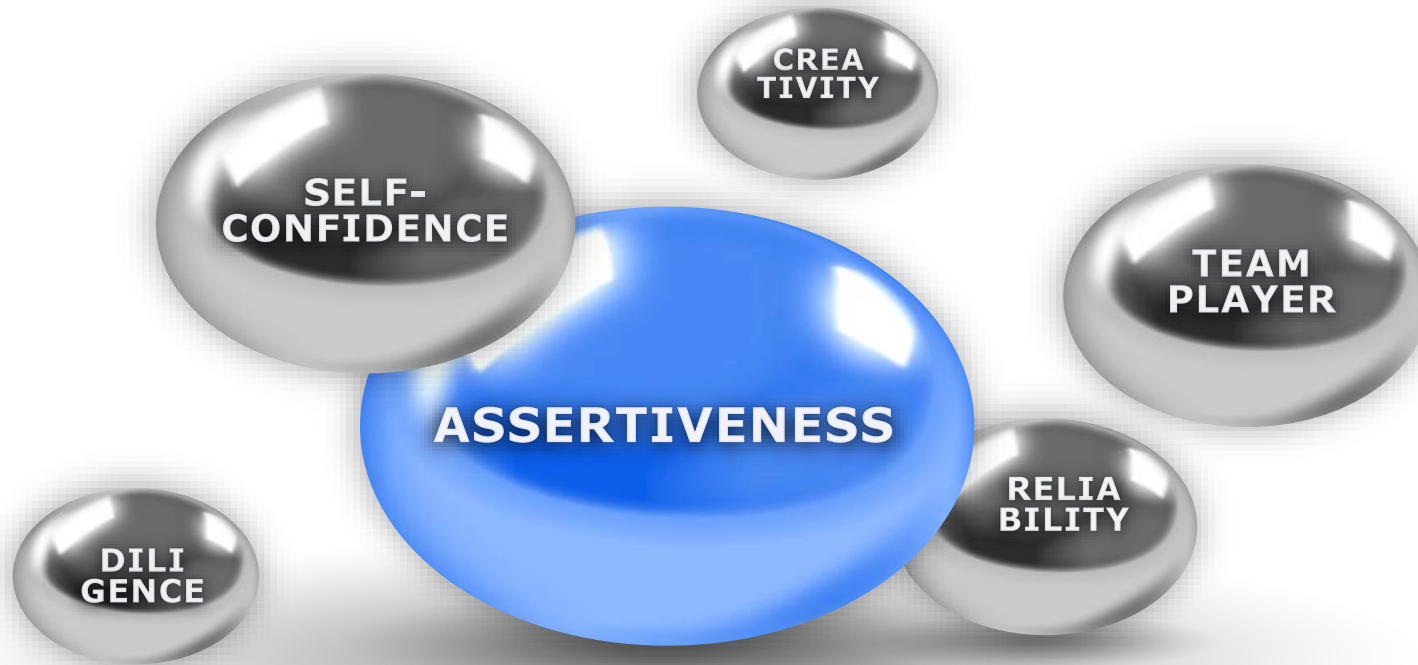 CREA
TIVITY
SELF-
CONFIDENCE
TEAM
PLAYER
ASSERTIVENESS
RELIA
BILITY
DILI
GENCE